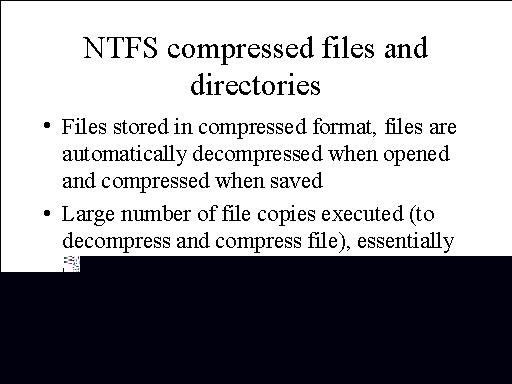 NTFS compressed files and
directories
• Files stored in compressed format, files are
automatically decompressed when opened
and compressed when saved
• Large number of file copies executed (to
decompress and compress file), essentially